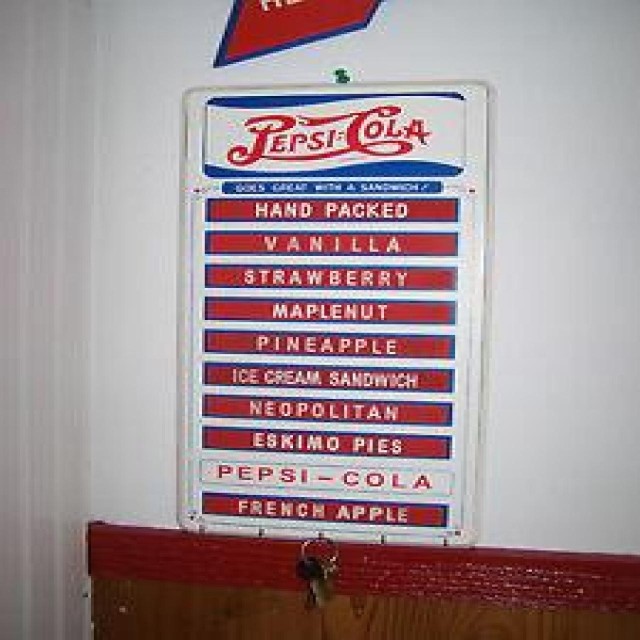 PEPSI-COLA
GOES GREAT WITH A SANDWICH!
HAND PACKED
VANILLA
STRAWBERRY
MAPLENUT
PINEAPPLE
ICE CREAM SANDWICH
NEOPOLITAN
ESKIMO PIES
PEPSI-COLA
FRENCH APPLE